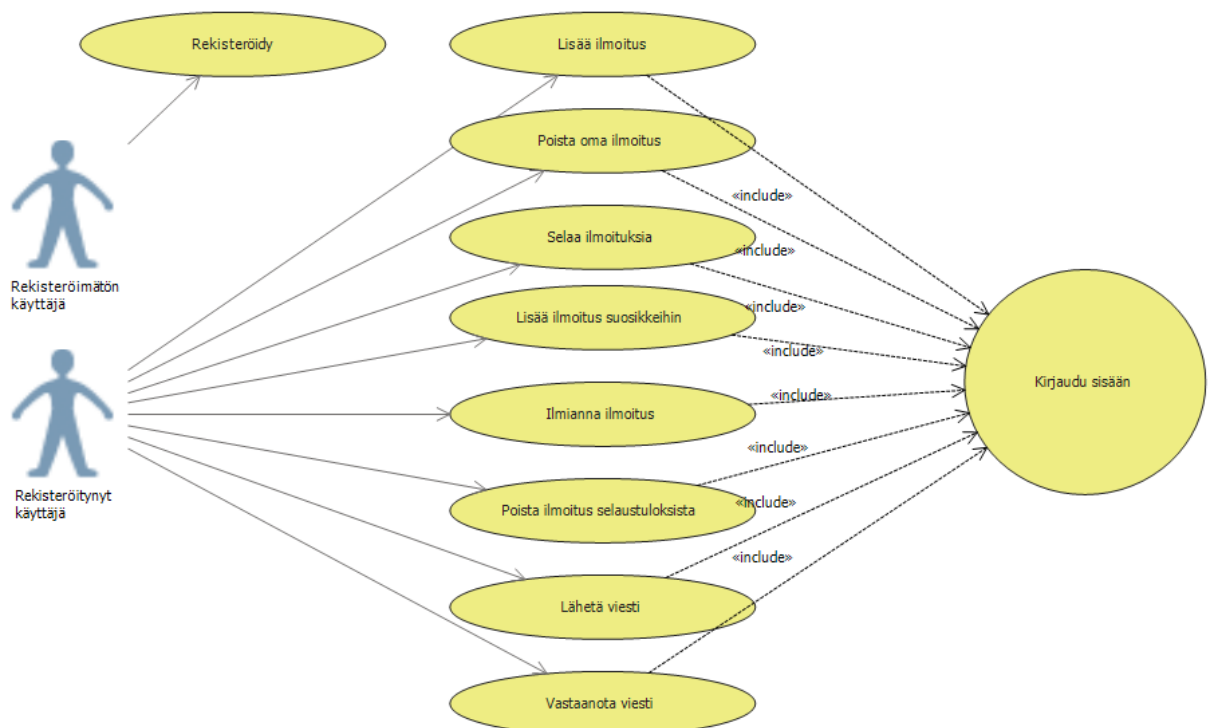 Rekisteröidy
Lisää ilmoitus
Poista oma ilmoitus
«include»
Selaa ilmoituksia
«include»
Rekisteröimätön
käyttäjä
Lisää ilmoitus suosikkeihin
«include»
«include»
Kirjaudu sisään
«include»
Ilmianna ilmoitus
«include»
Rekisteröitynyt
käyttäjä
Poista ilmoitus selaustuloksista
«include»
«include»
Lähetä viesti
Vastaanota viesti